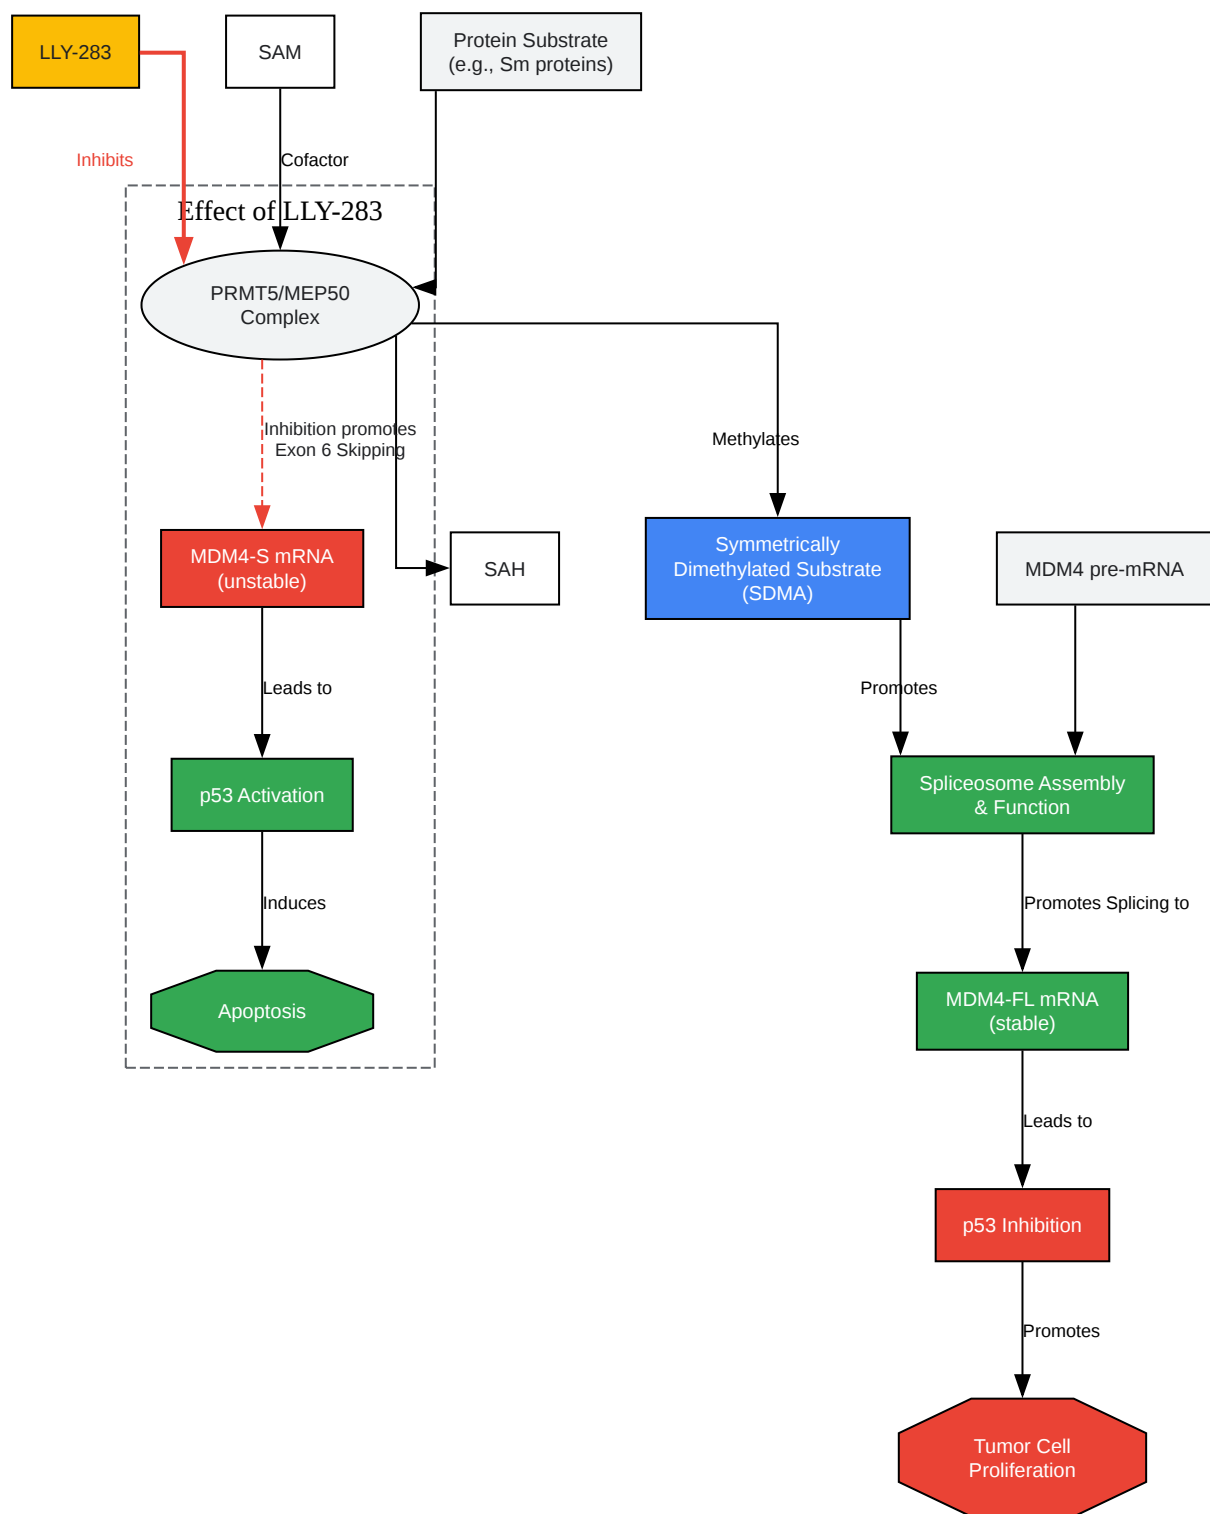 LLY-283
SAM
Protein Substrate
(e.g., Sm proteins)
Inhibits
Cofactor
Effect of LLY-283
PRMT5/MEP50
Complex
Inhibition promotes
Exon 6 Skipping
Methylates
MDM4-S mRNA
(unstable)
SAH
Symmetrically
Dimethylated Substrate
(SDMA)
MDM4 pre-mRNA
Leads to
Promotes
p53 Activation
Spliceosome Assembly
& Function
Induces
Promotes Splicing to
Apoptosis
MDM4-FL mRNA
(stable)
Leads to
p53 Inhibition
Promotes
Tumor Cell
Proliferation